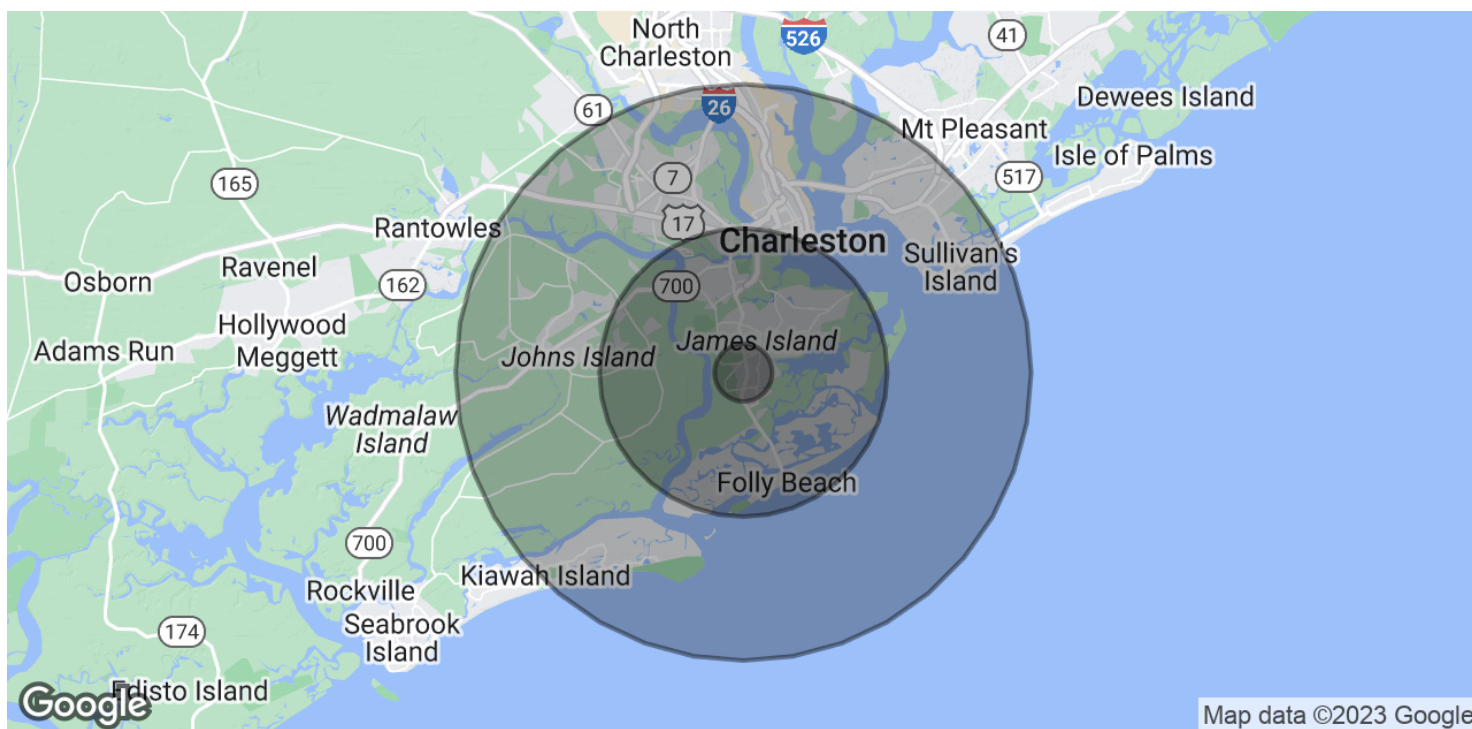 North
Charleston
526
41
26
61
Dewees Island
Mt Pleasant
Isle of Palms
165
7
517
17
Rantowles
Charleston
Ravenel
Sullivan's
Island
Osborn
162
700
Hollywood
Adams Run
Meggett
James Island
Johns Island
Wadmalaw
Island
Folly Beach
700
Rockville
Kiawah Island
Seabrook
Island
174
Edisto Island
Google
Map data ©2023 Google